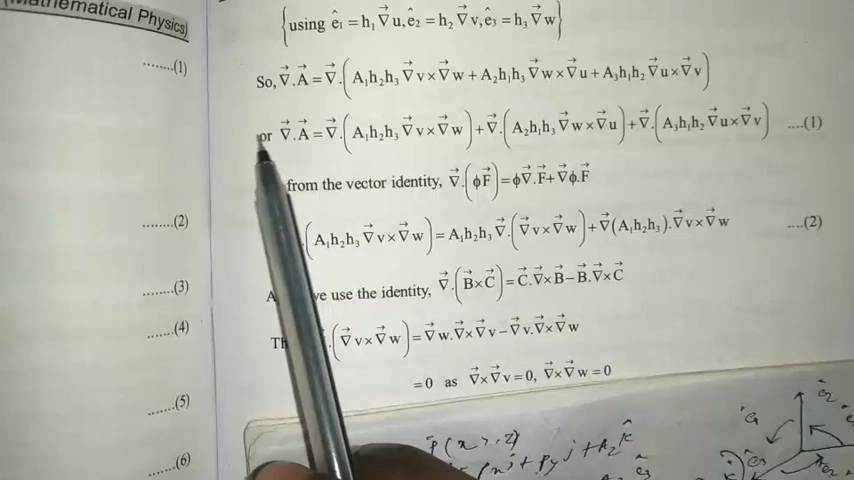 (Mathematical Physics)
........(1)
........(2)
........(3)
........(4)
........(5)
........(6)
{using ê₁ = h₁∇⃗u, ê₂ = h₂∇⃗v, ê₃ = h₃∇⃗w}
So, ∇⃗.A⃗ = ∇⃗.(A₁h₂h₃∇⃗v×∇⃗w + A₂h₁h₃∇⃗w×∇⃗u + A₃h₁h₂∇⃗u×∇⃗v)
or ∇⃗.A⃗ = ∇⃗.(A₁h₂h₃∇⃗v×∇⃗w) + ∇⃗.(A₂h₁h₃∇⃗w×∇⃗u) + ∇⃗.(A₃h₁h₂∇⃗u×∇⃗v) ....(1)
from the vector identity, ∇⃗.(ϕF⃗) = ϕ∇⃗.F⃗ + ∇⃗ϕ.F⃗
.(A₁h₂h₃∇⃗v×∇⃗w) = A₁h₂h₃∇⃗.(∇⃗v×∇⃗w) + ∇⃗(A₁h₂h₃).∇⃗v×∇⃗w ....(2)
we use the identity, ∇⃗.(B⃗×C⃗) = C⃗.∇⃗×B⃗ − B⃗.∇⃗×C⃗
.(∇⃗v×∇⃗w) = ∇⃗w.∇⃗×∇⃗v − ∇⃗v.∇⃗×∇⃗w
= 0 as ∇⃗×∇⃗v = 0, ∇⃗×∇⃗w = 0